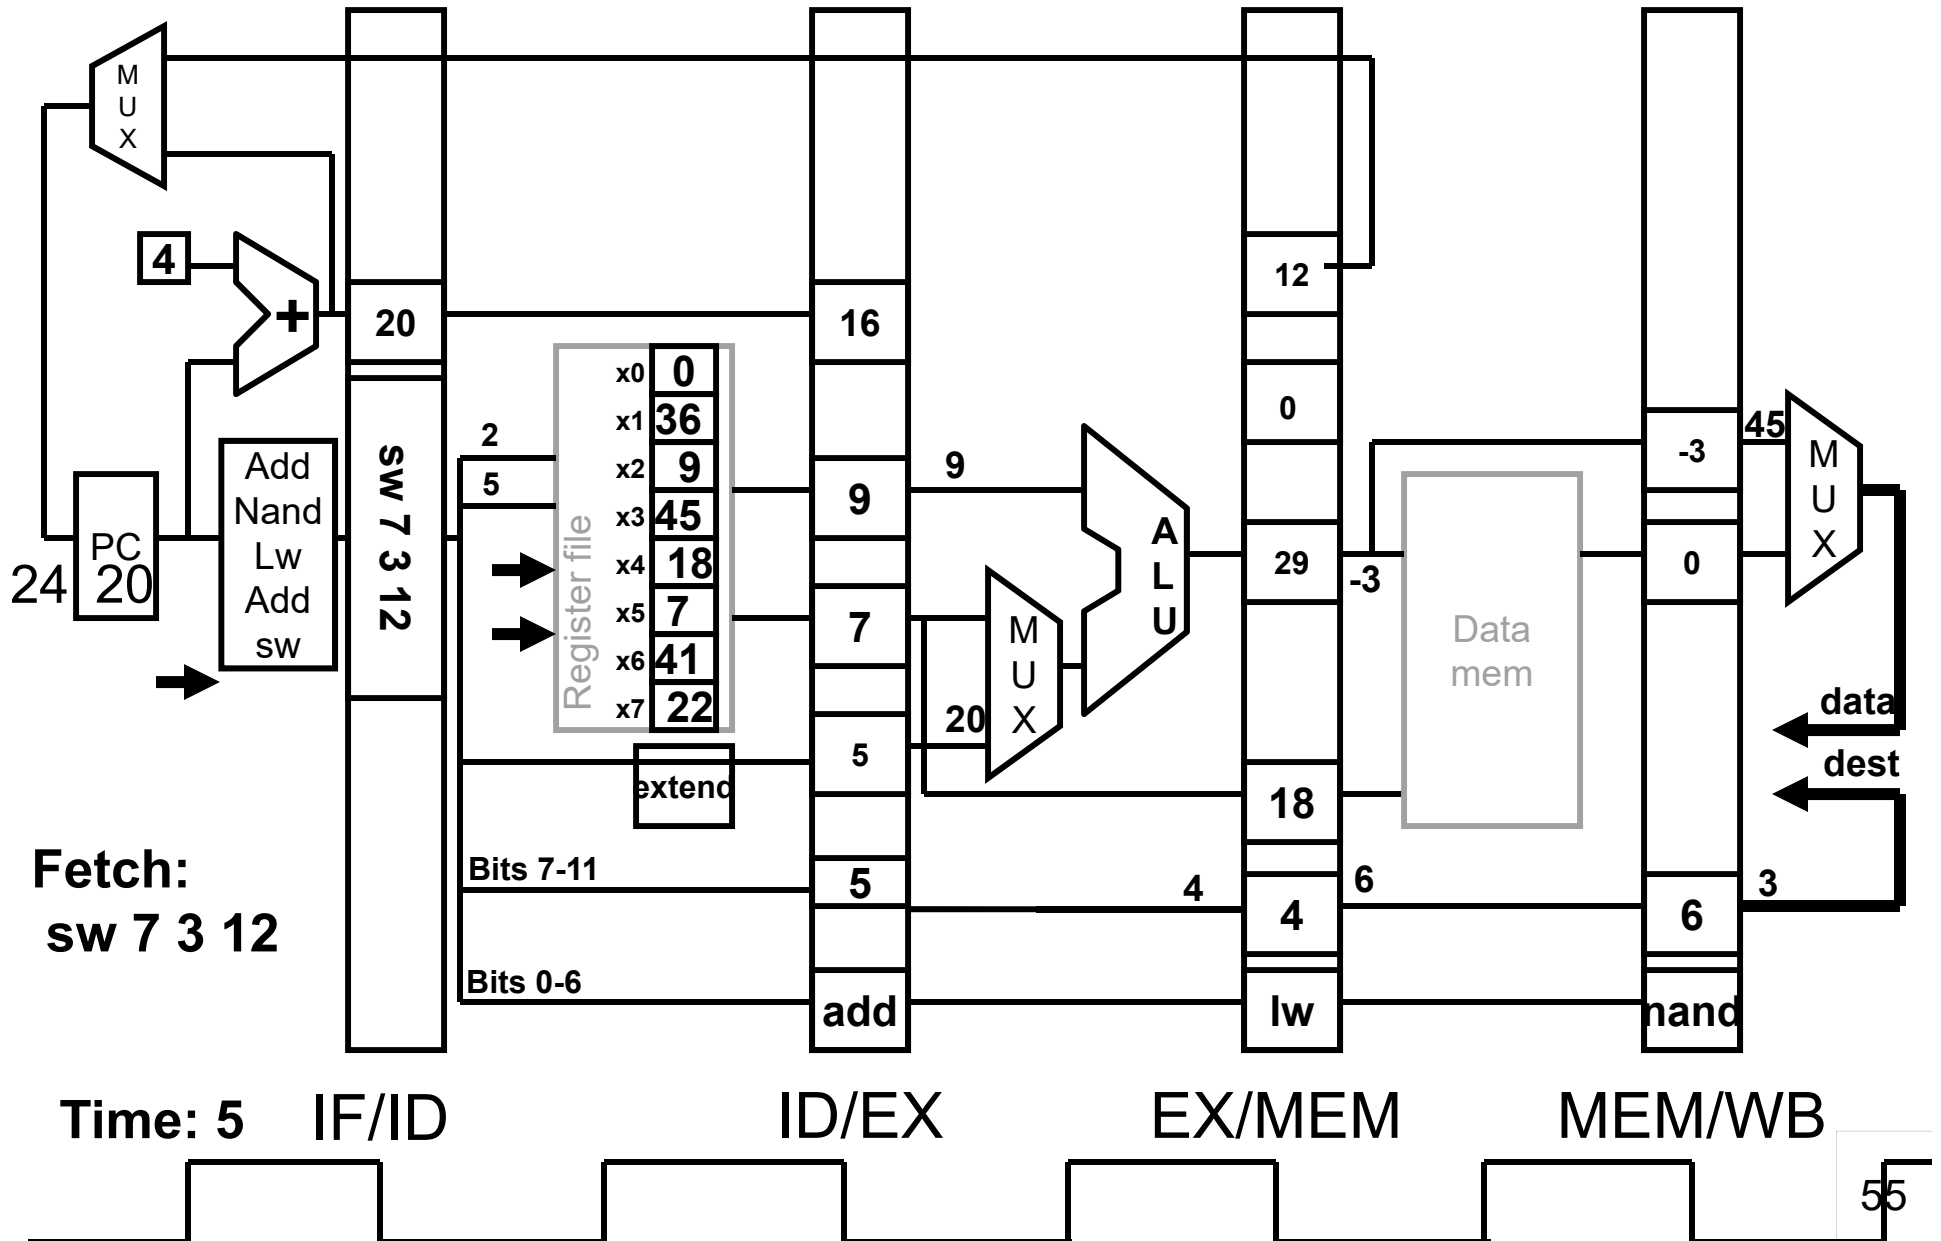 M
U
X
4
+
20
16
12
0
PC
20
24
Add
Nand
Lw
Add
sw
sw 7 3 12
2
5
Register file
x0 0
x1 36
x2 9
x3 45
x4 18
x5 7
x6 41
x7 22
extend
9
7
5
9
20
M
U
X
A
L
U
29
-3
18
Data
mem
-3
0
45
M
U
X
data
dest
Fetch:
sw 7 3 12
Bits 7-11
5
4
4
6
6
3
Bits 0-6
add
lw
nand
Time: 5
IF/ID
ID/EX
EX/MEM
MEM/WB
55